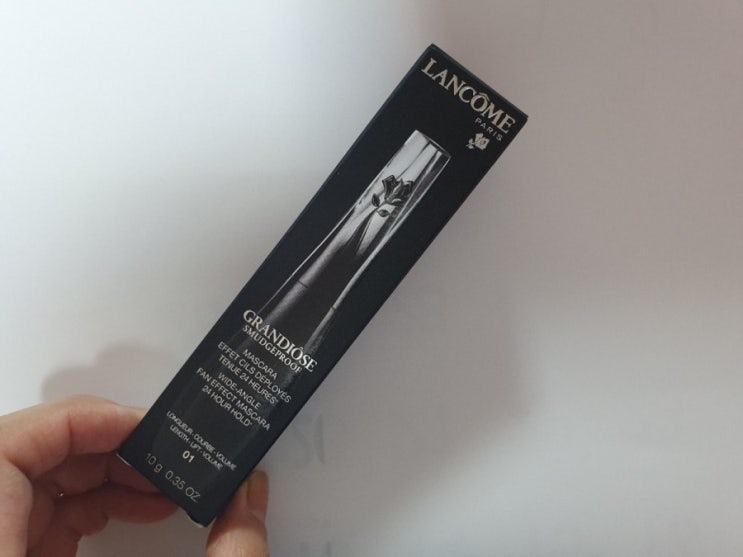 LANCÔME
PARIS
GRANDIÔSE
SMUDGEPROOF
MASCARA
EFFET CILS DÉPLOYÉS
TENUE 24 HEURES*
WIDE-ANGLE
FAN EFFECT MASCARA
24 HOUR HOLD*
LONGUEUR - COURBE - VOLUME
LENGTH - LIFT - VOLUME
01
10 g 0.35 OZ.